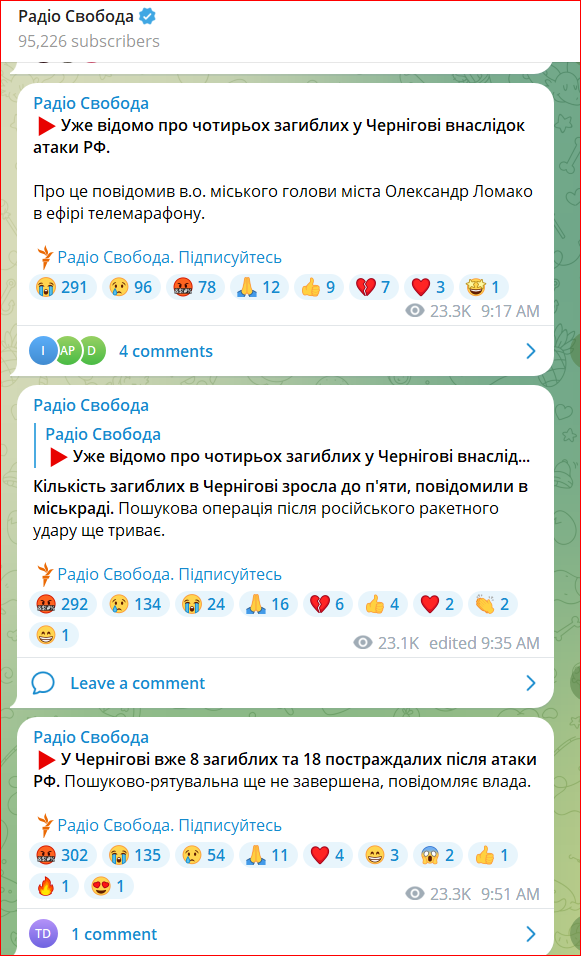 Радіо Свобода
95,226 subscribers
Радіо Свобода
Уже відомо про чотирьох загиблих у Чернігові внаслідок
атаки РФ.
Про це повідомив в.о. міського голови міста Олександр Ломако
в ефірі телемарафону.
Радіо Свобода. Підписуйтесь
291 96 78 12 9 7 3 1
23.3K 9:17 AM
I AP D 4 comments
Радіо Свобода
Радіо Свобода
Уже відомо про чотирьох загиблих у Чернігові внаслід...
Кількість загиблих в Чернігові зросла до п'яти, повідомили в
міськраді. Пошукова операція після російського ракетного
удару ще триває.
Радіо Свобода. Підписуйтесь
292 134 24 16 6 4 2 2
1
23.1K edited 9:35 AM
Leave a comment
Радіо Свобода
У Чернігові вже 8 загиблих та 18 постраждалих після атаки
РФ. Пошуково-рятувальна ще не завершена, повідомляє влада.
Радіо Свобода. Підписуйтесь
302 135 54 11 4 3 2 1
1 1
23.3K 9:51 AM
TD 1 comment